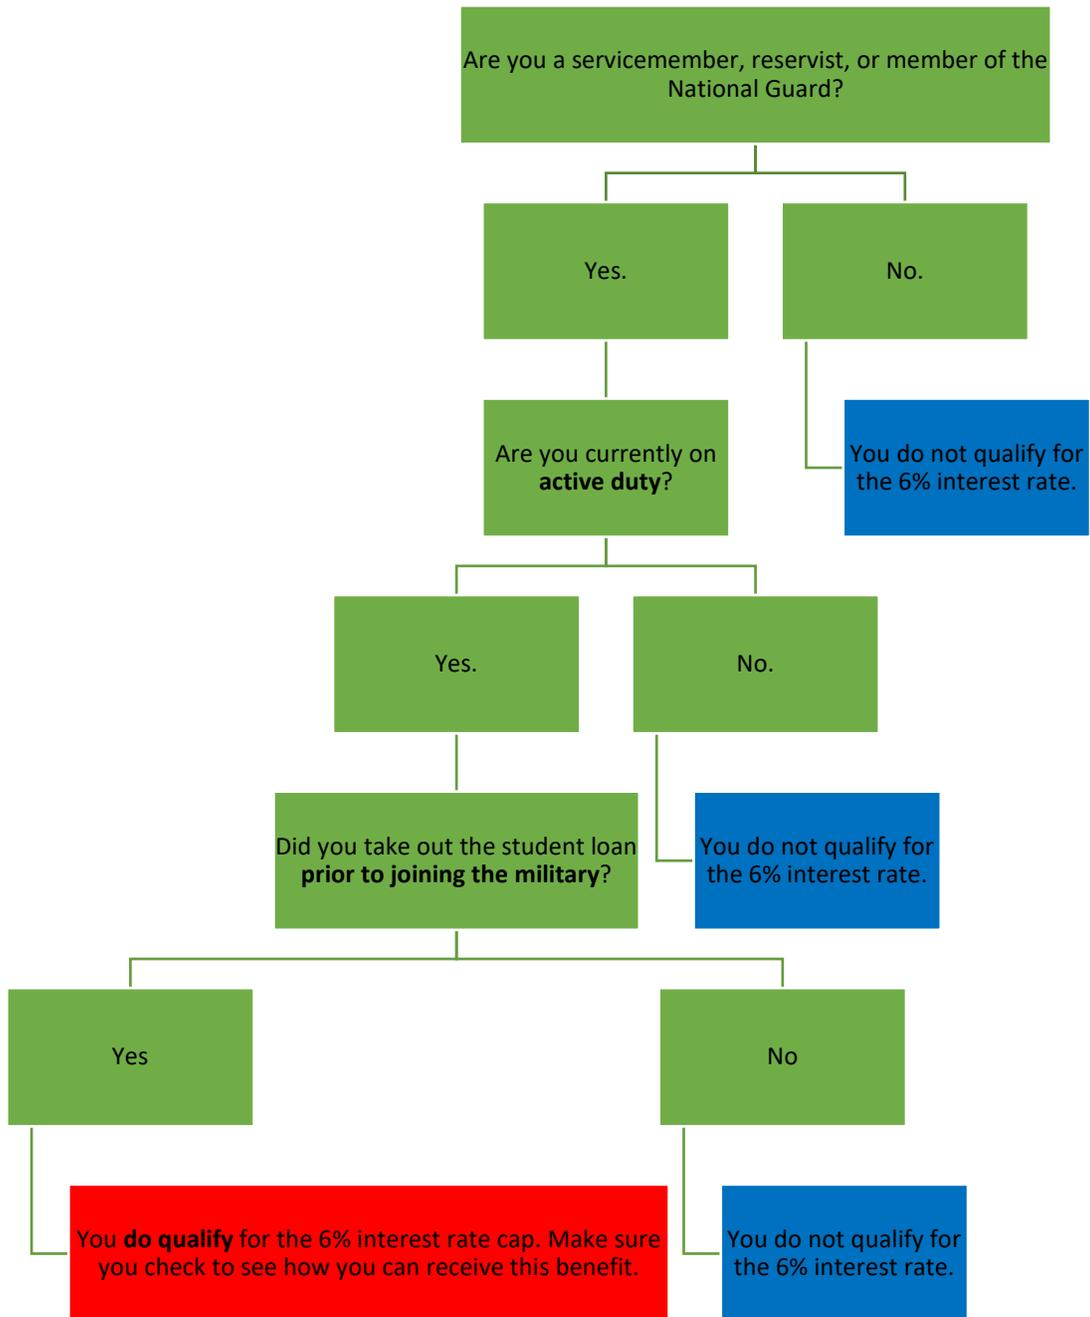 Are you a servicemember, reservist, or member of the
National Guard?
Yes.
No.
Are you currently on
active duty?
You do not qualify for
the 6% interest rate.
Yes.
No.
Did you take out the student loan
prior to joining the military?
You do not qualify for
the 6% interest rate.
Yes
No
You do qualify for the 6% interest rate cap. Make sure
you check to see how you can receive this benefit.
You do not qualify for
the 6% interest rate.